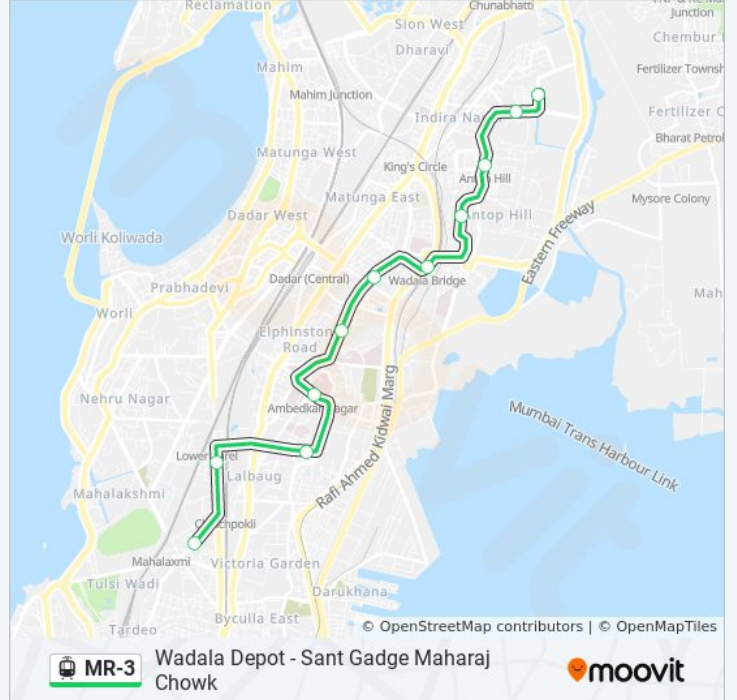 Reclamation
Chunabhatti
Junction
Sion West
Chembur
Dharavi
Mahim
Fertilizer Townsh
Mahim Junction
Indira Na
Fertilizer C
Bharat Petrol
Matunga West
King's Circle
Antop Hill
Matunga East
Mysore Colony
Dadar West
Antop Hill
Eastern Freeway
Worli Koliwada
Dadar (Central)
Wadala Bridge
Prabhadevi
Mah
Worli
Elphinston
Road
Nehru Nagar
Ambedkar Nagar
Rafi Ahmed Kidwai Marg
Mumbai Trans Harbour Link
Lower Parel
Lalbaug
Mahalakshmi
Chinchpokli
Mahalaxmi
Victoria Garden
Tulsi Wadi
Darukhana
Byculla East
Tardeo
© OpenStreetMap contributors | © OpenMapTiles
MR-3
Wadala Depot - Sant Gadge Maharaj
Chowk
moovit